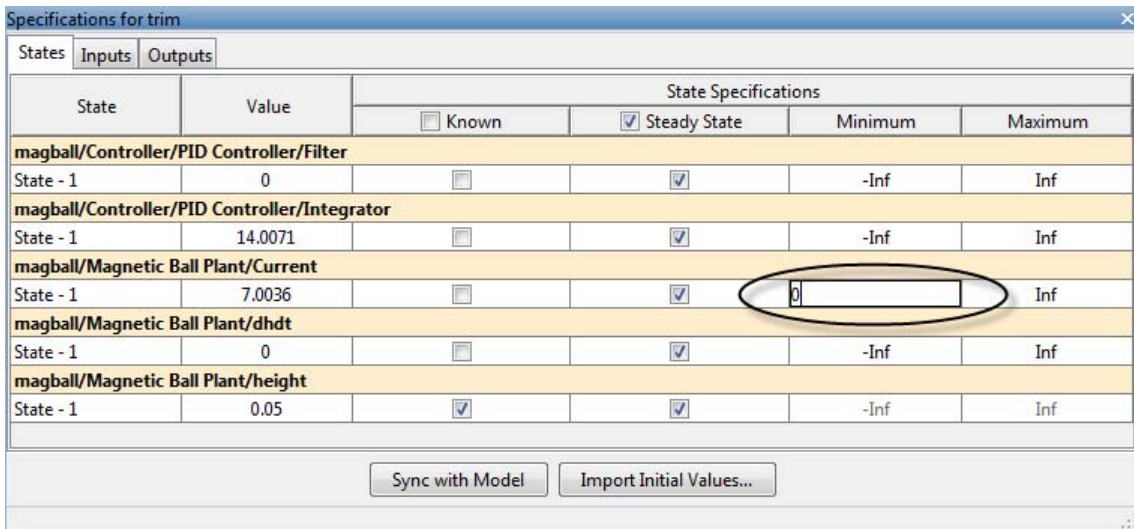 Specifications for trim
States Inputs Outputs
State Value State Specifications
Known Steady State Minimum Maximum
magball/Controller/PID Controller/Filter
State - 1 0 -Inf Inf
magball/Controller/PID Controller/Integrator
State - 1 14.0071 -Inf Inf
magball/Magnetic Ball Plant/Current
State - 1 7.0036 0 Inf
magball/Magnetic Ball Plant/dhdt
State - 1 0 -Inf Inf
magball/Magnetic Ball Plant/height
State - 1 0.05 -Inf Inf
Sync with Model Import Initial Values...